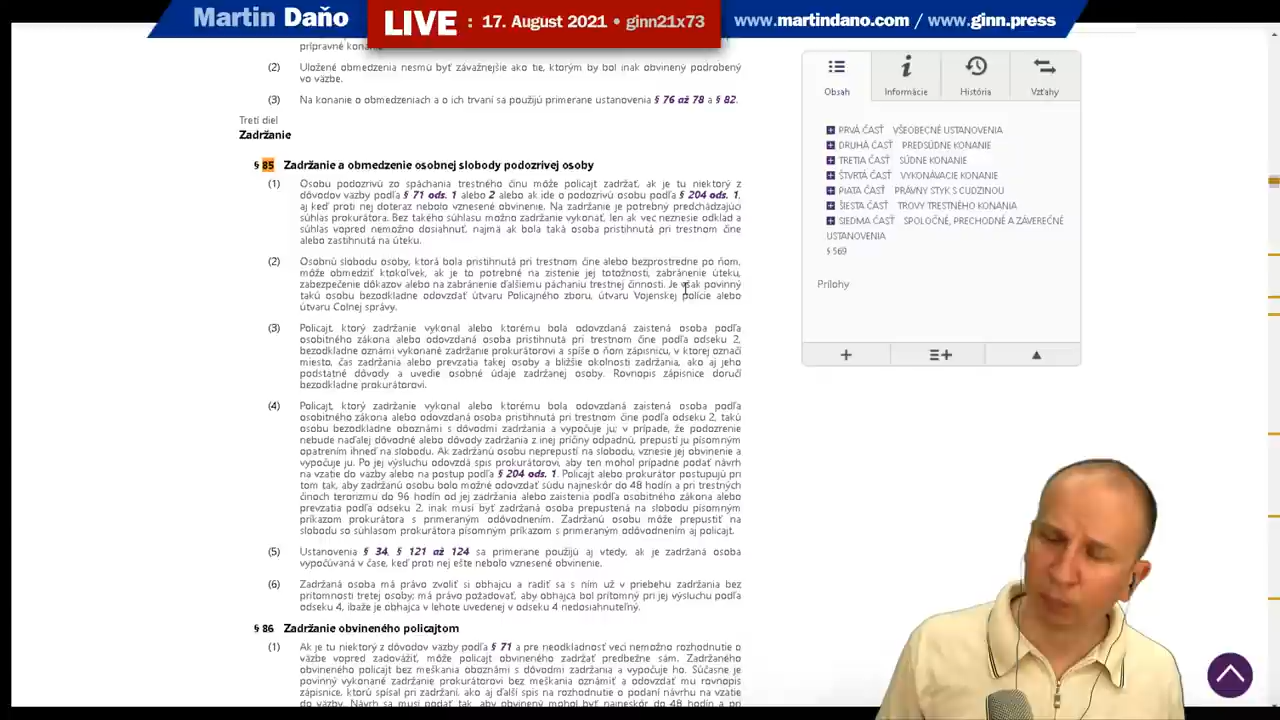 Martin Daňo
LIVE : 17. August 2021 • ginn21x73
www.martindano.com / www.ginn.press
prípravné konanie.
(2) Uložené obmedzenia nesmú byť závažnejšie ako tie, ktorým by bol inak obvinený podrobený
vo väzbe.
(3) Na konanie o obmedzeniach a o ich trvaní sa použijú primerane ustanovenia § 76 až 78 a § 82.
Tretí diel
Zadržanie
§ 85 Zadržanie a obmedzenie osobnej slobody podozrivej osoby
(1) Osobu podozrivú zo spáchania trestného činu môže policajt zadržať, ak je tu niektorý z
dôvodov väzby podľa § 71 ods. 1 alebo 2 alebo ak ide o podozrivú osobu podľa § 204 ods. 1,
aj keď proti nej doteraz nebolo vznesené obvinenie. Na zadržanie je potrebný predchádzajúci
súhlas prokurátora. Bez takého súhlasu možno zadržanie vykonať, len ak vec neznesie odklad a
súhlas vopred nemožno dosiahnuť, najmä ak bola taká osoba pristihnutá pri trestnom čine
alebo zastihnutá na úteku.
(2) Osobnú slobodu osoby, ktorá bola pristihnutá pri trestnom čine alebo bezprostredne po ňom,
môže obmedziť ktokoľvek, ak je to potrebné na zistenie jej totožnosti, zabránenie úteku,
zabezpečenie dôkazov alebo na zabránenie ďalšiemu páchaniu trestnej činnosti. Je však povinný
takú osobu bezodkladne odovzdať útvaru Policajného zboru, útvaru Vojenskej polície alebo
útvaru Colnej správy.
(3) Policajt, ktorý zadržanie vykonal alebo ktorému bola odovzdaná zaistená osoba podľa
osobitného zákona alebo odovzdaná osoba pristihnutá pri trestnom čine podľa odseku 2,
bezodkladne oznámi vykonané zadržanie prokurátorovi a spíše o ňom zápisnicu, v ktorej označí
miesto, čas zadržania alebo prevzatia takej osoby a bližšie okolnosti zadržania, ako aj jeho
podstatné dôvody a uvedie osobné údaje zadržanej osoby. Rovnopis zápisnice doručí
bezodkladne prokurátorovi.
(4) Policajt, ktorý zadržanie vykonal alebo ktorému bola odovzdaná zaistená osoba podľa
osobitného zákona alebo odovzdaná osoba pristihnutá pri trestnom čine podľa odseku 2, takú
osobu bezodkladne oboznámi s dôvodmi zadržania a vypočuje ju; v prípade, že podozrenie
nebude naďalej dôvodné alebo dôvody zadržania z inej príčiny odpadnú, prepustí ju písomným
opatrením ihneď na slobodu. Ak zadržanú osobu neprepustí na slobodu, vznesie jej obvinenie a
vypočuje ju. Po jej výsluchu odovzdá spis prokurátorovi, aby ten mohol prípadne podať návrh
na vzatie do väzby alebo na postup podľa § 204 ods. 1. Policajt alebo prokurátor postupujú pri
tom tak, aby zadržanú osobu bolo možné odovzdať súdu najneskôr do 48 hodín a pri trestných
činoch terorizmu do 96 hodín od jej zadržania alebo zaistenia podľa osobitného zákona alebo
prevzatia podľa odseku 2, inak musí byť zadržaná osoba prepustená na slobodu písomným
príkazom prokurátora s primeraným odôvodnením. Zadržanú osobu môže prepustiť na
slobodu so súhlasom prokurátora písomným príkazom s primeraným odôvodnením aj policajt.
(5) Ustanovenia § 34, § 121 až 124 sa primerane použijú aj vtedy, ak je zadržaná osoba
vypočúvaná v čase, keď proti nej ešte nebolo vznesené obvinenie.
(6) Zadržaná osoba má právo zvoliť si obhajcu a radiť sa s ním už v priebehu zadržania bez
prítomnosti tretej osoby; má právo požadovať, aby obhajca bol prítomný pri jej výsluchu podľa
odseku 4, ibaže je obhajca v lehote uvedenej v odseku 4 nedosiahnuteľný.
§ 86 Zadržanie obvineného policajtom
(1) Ak je tu niektorý z dôvodov väzby podľa § 71 a pre neodkladnosť veci nemožno rozhodnutie o
väzbe vopred zadovážiť, môže policajt obvineného zadržať predbežne sám. Zadržaného
obvineného policajt bez meškania oboznámi s dôvodmi zadržania a vypočuje ho. Súčasne je
povinný vykonané zadržanie prokurátorovi bez meškania oznámiť a odovzdať mu rovnopis
zápisnice, ktorú spísal pri zadržaní, ako aj ďalší spis na rozhodnutie o podaní návrhu na vzatie
do väzby. Návrh sa musí podať tak, aby obvinený mohol byť najneskôr do 48 hodín a pri
Obsah
Informácie
História
Vzťahy
PRVÁ ČASŤ VŠEOBECNÉ USTANOVENIA
DRUHÁ ČASŤ PREDSÚDNE KONANIE
TRETIA ČASŤ SÚDNE KONANIE
ŠTVRTÁ ČASŤ VYKONÁVACIE KONANIE
PIATA ČASŤ PRÁVNY STYK S CUDZINOU
ŠIESTA ČASŤ TROVY TRESTNÉHO KONANIA
SIEDMA ČASŤ SPOLOČNÉ, PRECHODNÉ A ZÁVEREČNÉ
USTANOVENIA
§ 569
Prílohy